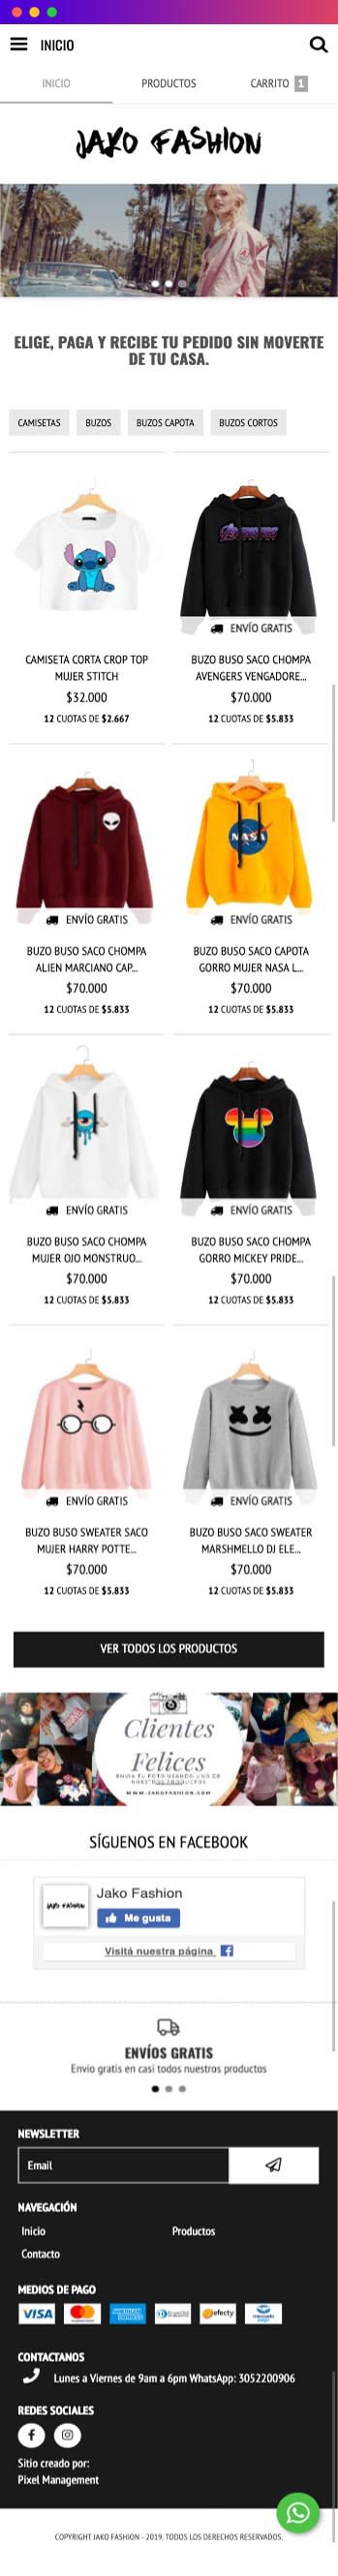 INICIO
INICIO PRODUCTOS CARRITO 1
JAKO FASHION
ELIGE, PAGA Y RECIBE TU PEDIDO SIN MOVERTE
DE TU CASA.
CAMISETAS BUZOS BUZOS CAPOTA BUZOS CORTOS
AVENGERS
ENVÍO GRATIS
CAMISETA CORTA CROP TOP
MUJER STITCH
$32.000
12 CUOTAS DE $2.667
BUZO BUSO SACO CHOMPA
AVENGERS VENGADORE...
$70.000
12 CUOTAS DE $5.833
ENVÍO GRATIS
BUZO BUSO SACO CHOMPA
ALIEN MARCIANO CAP...
$70.000
12 CUOTAS DE $5.833
NASA
ENVÍO GRATIS
BUZO BUSO SACO CAPOTA
GORRO MUJER NASA L...
$70.000
12 CUOTAS DE $5.833
ENVÍO GRATIS
BUZO BUSO SACO CHOMPA
MUJER OJO MONSTRUO...
$70.000
12 CUOTAS DE $5.833
ENVÍO GRATIS
BUZO BUSO SACO CHOMPA
GORRO MICKEY PRIDE...
$70.000
12 CUOTAS DE $5.833
ENVÍO GRATIS
BUZO BUSO SWEATER SACO
MUJER HARRY POTTE...
$70.000
12 CUOTAS DE $5.833
ENVÍO GRATIS
BUZO BUSO SACO SWEATER
MARSHMELLO DJ ELE...
$70.000
12 CUOTAS DE $5.833
VER TODOS LOS PRODUCTOS
Clientes
Felices
ENVIA TU FOTO USANDO UNO DE
NUESTROS PRODUCTOS
WWW.JAKOFASHION.COM
SÍGUENOS EN FACEBOOK
JAKO FASHION
Jako Fashion
Me gusta
Visitá nuestra página
ENVÍOS GRATIS
Envio gratis en casi todos nuestros productos
NEWSLETTER
Email
NAVEGACIÓN
Inicio Productos
Contacto
MEDIOS DE PAGO
VISA AMERICAN EXPRESS efecty mercado pago
CONTACTANOS
Lunes a Viernes de 9am a 6pm WhatsApp: 3052200906
REDES SOCIALES
Sitio creado por:
Pixel Management
COPYRIGHT JAKO FASHION - 2019. TODOS LOS DERECHOS RESERVADOS.